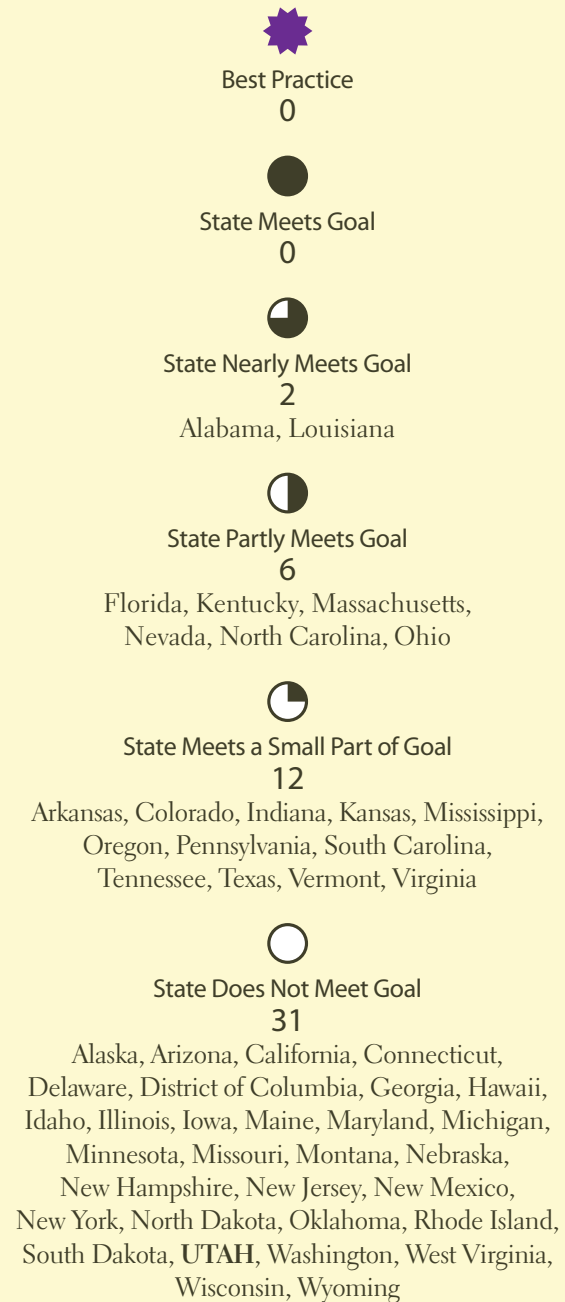 Best Practice
0
State Meets Goal
0
State Nearly Meets Goal
2
Alabama, Louisiana
State Partly Meets Goal
6
Florida, Kentucky, Massachusetts,
Nevada, North Carolina, Ohio
State Meets a Small Part of Goal
12
Arkansas, Colorado, Indiana, Kansas, Mississippi,
Oregon, Pennsylvania, South Carolina,
Tennessee, Texas, Vermont, Virginia
State Does Not Meet Goal
31
Alaska, Arizona, California, Connecticut,
Delaware, District of Columbia, Georgia, Hawaii,
Idaho, Illinois, Iowa, Maine, Maryland, Michigan,
Minnesota, Missouri, Montana, Nebraska,
New Hampshire, New Jersey, New Mexico,
New York, North Dakota, Oklahoma, Rhode Island,
South Dakota, UTAH, Washington, West Virginia,
Wisconsin, Wyoming